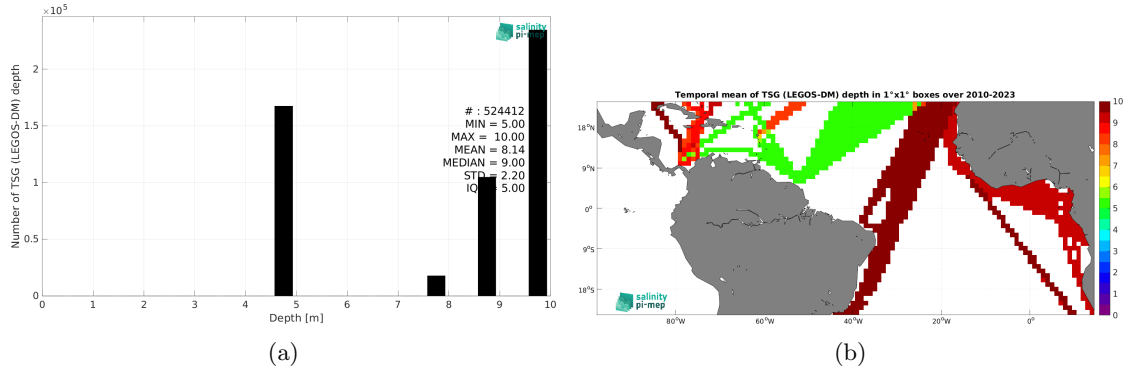 ×10⁵
salinity
pi-mep
2
1.5
1
0.5
0
# : 524412
MIN = 5.00
MAX = 10.00
MEAN = 8.14
MEDIAN = 9.00
STD = 2.20
IQ = 5.00
Number of TSG (LEGOS-DM) depth
0 1 2 3 4 5 6 7 8 9 10
Depth [m]
(a)
Temporal mean of TSG (LEGOS-DM) depth in 1°x1° boxes over 2010-2023
18°N
9°N
0°
9°S
18°S
80°W 60°W 40°W 20°W 0°
salinity
pi-mep
10
9
8
7
6
5
4
3
2
1
0
(b)